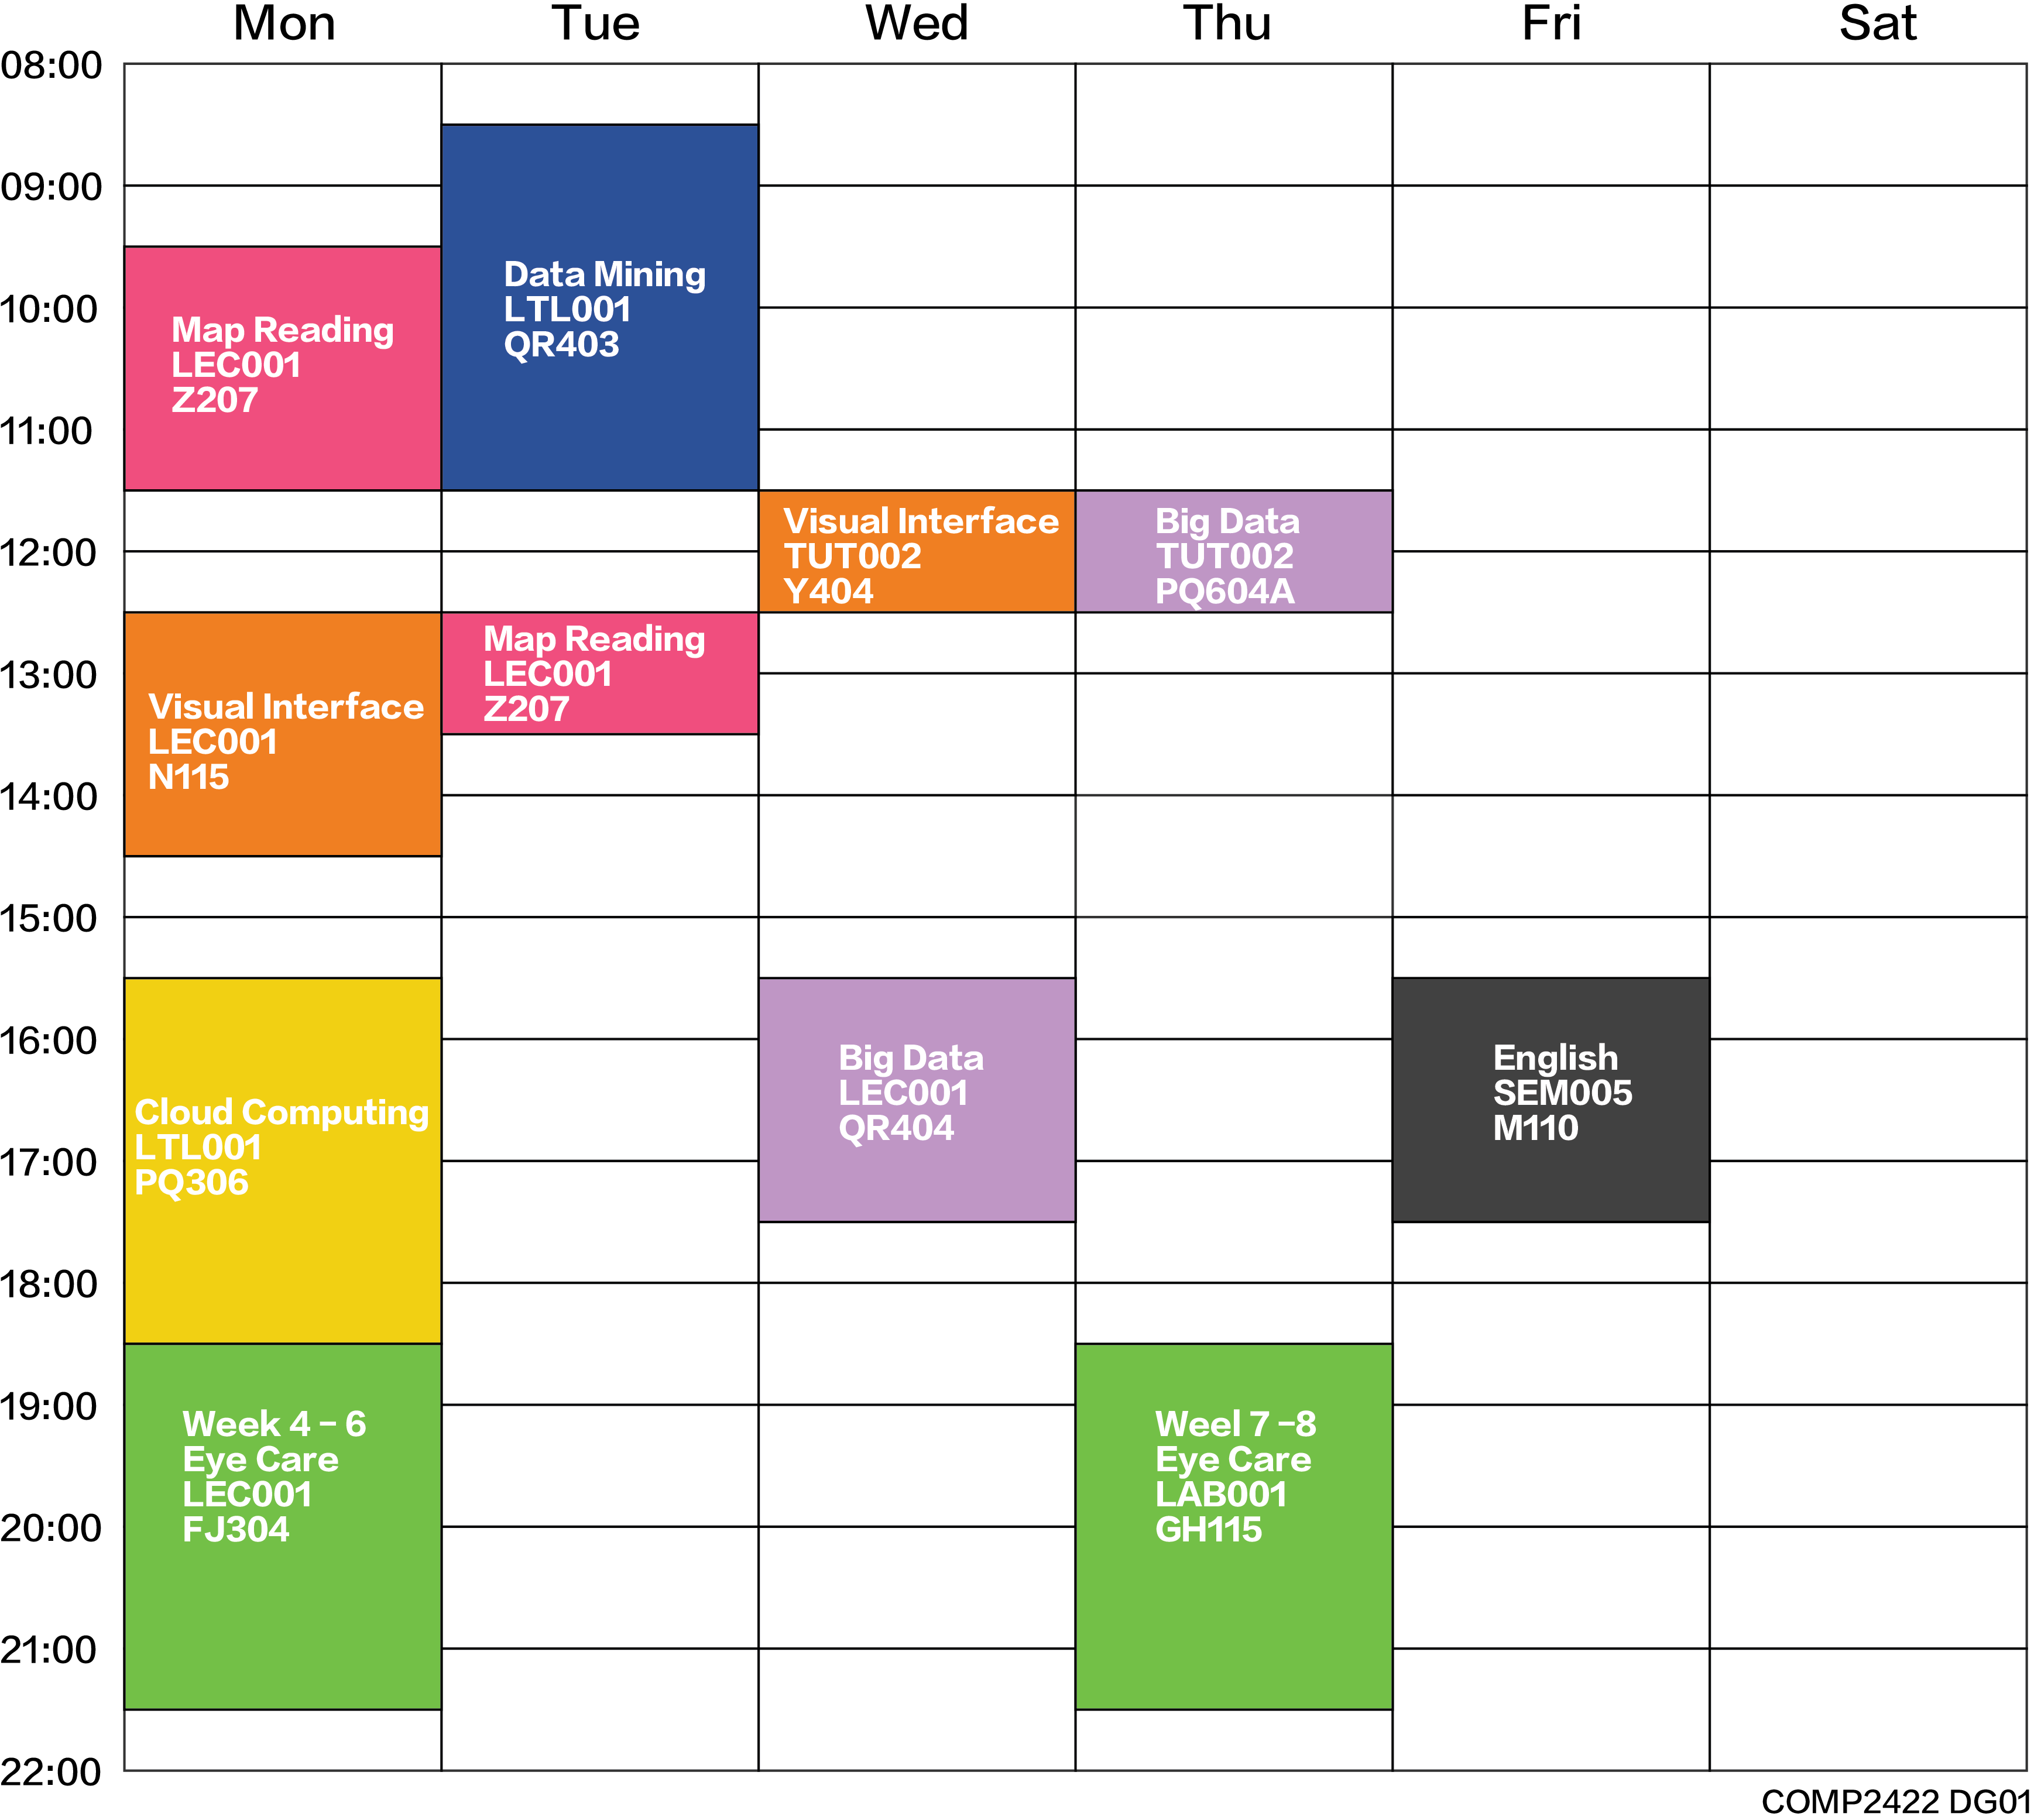 Mon Tue Wed Thu Fri Sat
08:00
09:00
Data Mining
LTL001
QR403
10:00
Map Reading
LEC001
Z207
11:00
Visual Interface
TUT002
Y404
Big Data
TUT002
PQ604A
12:00
Map Reading
LEC001
Z207
13:00
Visual Interface
LEC001
N115
14:00
15:00
16:00
Big Data
LEC001
QR404
English
SEM005
M110
Cloud Computing
LTL001
PQ306
17:00
18:00
19:00
Week 4 – 6
Eye Care
LEC001
FJ304
Weel 7 –8
Eye Care
LAB001
GH115
20:00
21:00
22:00
COMP2422 DG01